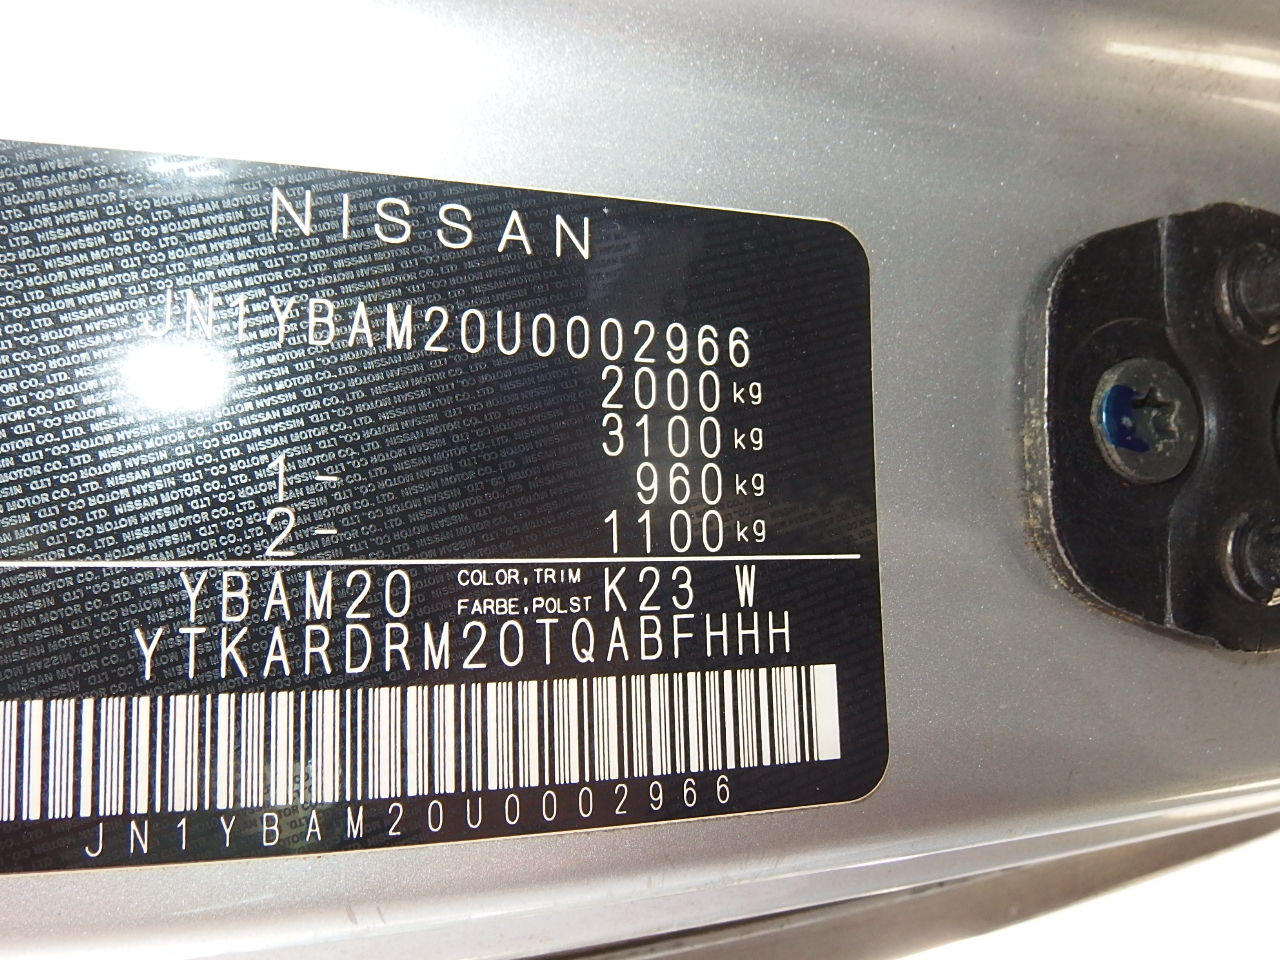 NISSAN
JN1YBAM20U0002966
2000 kg
3100 kg
1- 960 kg
2- 1100 kg
YBAM20 COLOR, TRIM K23 W
FARBE, POLST
YTKARDRM20TQABFHHH
JN1YBAM20U0002966